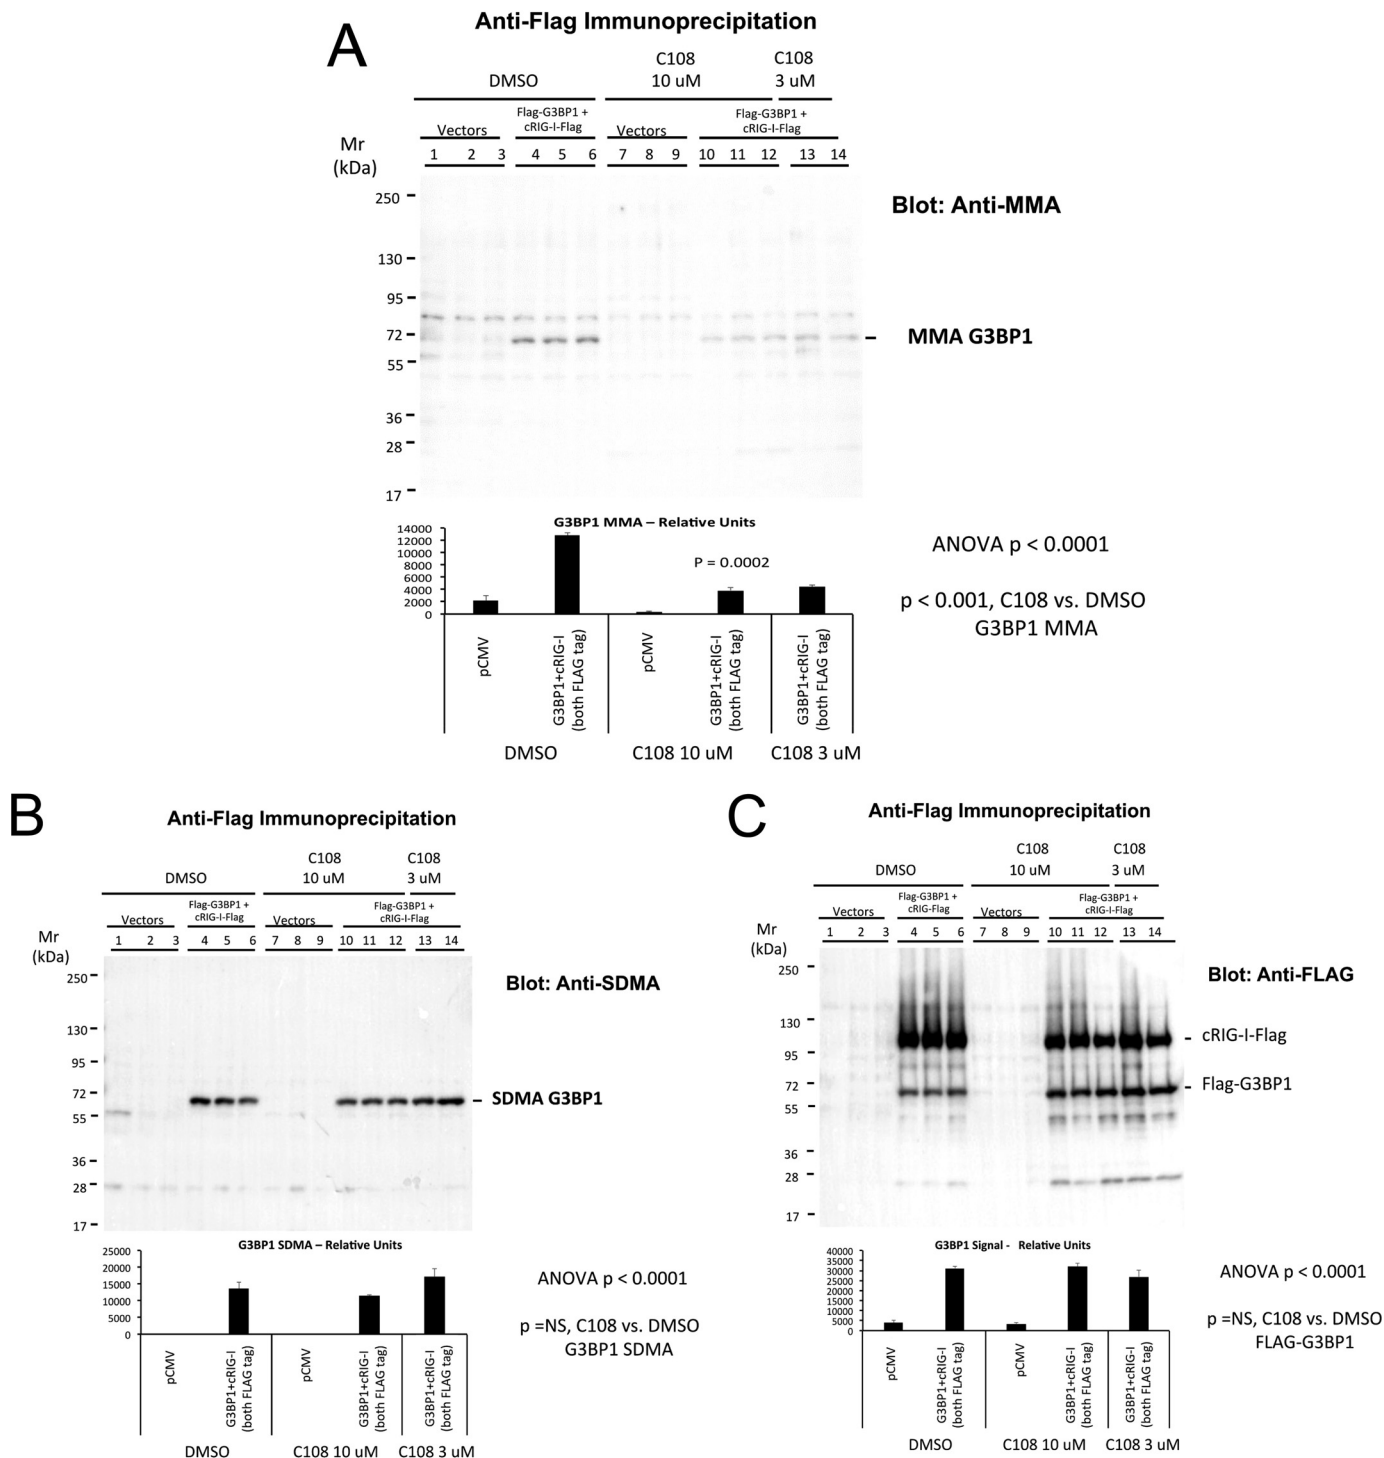 A
Anti-Flag Immunoprecipitation
C108
10 uM
C108
3 uM
DMSO
Flag-G3BP1 +
cRIG-I-Flag
Flag-G3BP1 +
cRIG-I-Flag
Vectors
Vectors
Mr
(kDa)
1 2 3 4 5 6 7 8 9 10 11 12 13 14
250
130
95
72
55
36
28
17
Blot: Anti-MMA
MMA G3BP1
G3BP1 MMA – Relative Units
14000
12000
10000
8000
6000
4000
2000
0
P = 0.0002
pCMV
G3BP1+cRIG-I
(both FLAG tag)
pCMV
G3BP1+cRIG-I
(both FLAG tag)
G3BP1+cRIG-I
(both FLAG tag)
DMSO
C108 10 uM
C108 3 uM
ANOVA p < 0.0001
p < 0.001, C108 vs. DMSO
G3BP1 MMA
B
Anti-Flag Immunoprecipitation
C108
10 uM
C108
3 uM
DMSO
Flag-G3BP1 +
cRIG-I-Flag
Flag-G3BP1 +
cRIG-I-Flag
Vectors
Vectors
Mr
(kDa)
1 2 3 4 5 6 7 8 9 10 11 12 13 14
250
130
95
72
55
36
28
17
Blot: Anti-SDMA
SDMA G3BP1
G3BP1 SDMA – Relative Units
25000
20000
15000
10000
5000
0
pCMV
G3BP1+cRIG-I
(both FLAG tag)
pCMV
G3BP1+cRIG-I
(both FLAG tag)
G3BP1+cRIG-I
(both FLAG tag)
DMSO
C108 10 uM
C108 3 uM
ANOVA p < 0.0001
p =NS, C108 vs. DMSO
G3BP1 SDMA
C
Anti-Flag Immunoprecipitation
C108
10 uM
C108
3 uM
DMSO
Flag-G3BP1 +
cRIG-Flag
Flag-G3BP1 +
cRIG-I-Flag
Vectors
Vectors
Mr
(kDa)
1 2 3 4 5 6 7 8 9 10 11 12 13 14
250
130
95
72
55
36
28
17
Blot: Anti-FLAG
cRIG-I-Flag
Flag-G3BP1
G3BP1 Signal - Relative Units
40000
35000
30000
25000
20000
15000
10000
5000
0
pCMV
G3BP1+cRIG-I
(both FLAG tag)
pCMV
G3BP1+cRIG-I
(both FLAG tag)
G3BP1+cRIG-I
(both FLAG tag)
DMSO
C108 10 uM
C108 3 uM
ANOVA p < 0.0001
p =NS, C108 vs. DMSO
FLAG-G3BP1